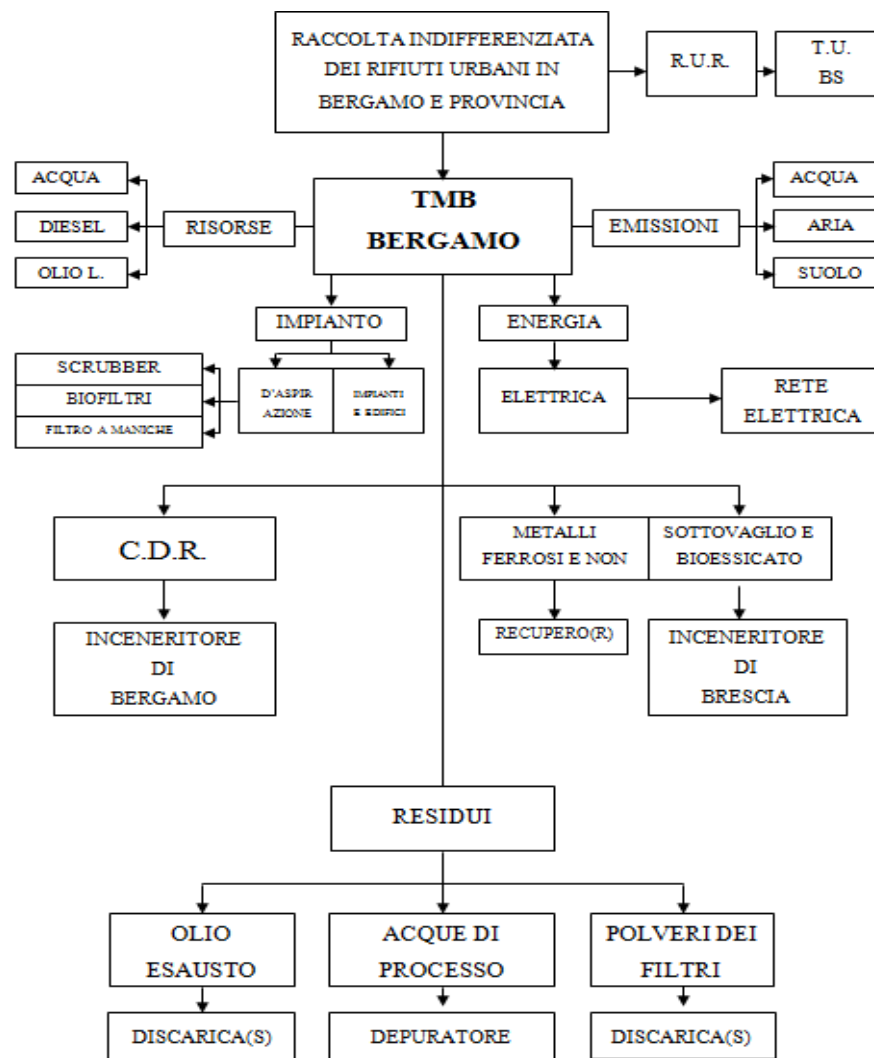 RACCOLTA INDIFFERENZIATA
DEI RIFIUTI URBANI IN
BERGAMO E PROVINCIA
R.U.R.
T.U.
BS
ACQUA
DIESEL
OLIO L.
RISORSE
TMB
BERGAMO
EMISSIONI
ACQUA
ARIA
SUOLO
IMPIANTO
ENERGIA
SCRUBBER
BIOFILTRI
FILTRO A MANICHE
D'ASPIR
AZIONE
IMPIANTI
E EDIFICI
ELETTRICA
RETE
ELETTRICA
C.D.R.
METALLI
FERROSI E NON
SOTTOVAGLIO E
BIOESSICATO
INCENERITORE
DI
BERGAMO
RECUPERO(R)
INCENERITORE
DI
BRESCIA
RESIDUI
OLIO
ESAUSTO
ACQUE DI
PROCESSO
POLVERI DEI
FILTRI
DISCARICA(S)
DEPURATORE
DISCARICA(S)